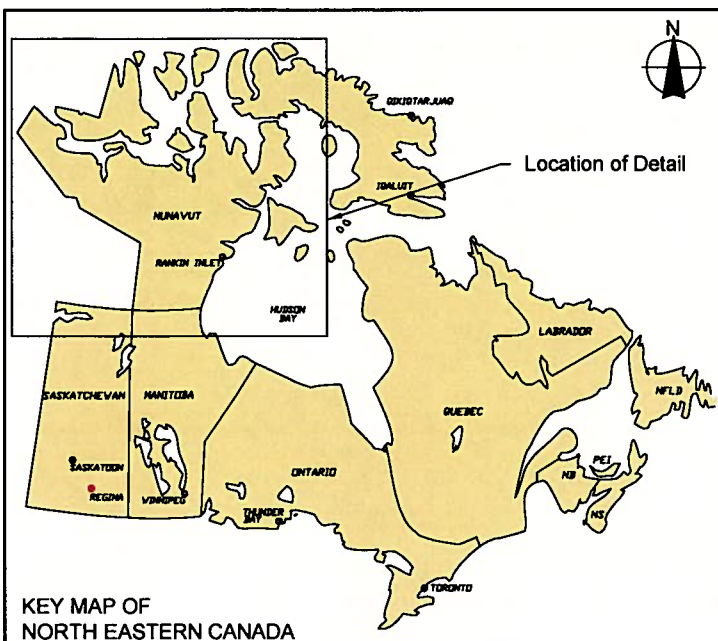 N
QIKIQTARJUAQ
Location of Detail
IQALUIT
NUNAVUT
RANKIN INLET
HUDSON
BAY
LABRADOR
SASKATCHEWAN
MANITOBA
NFLD
QUEBEC
PEI
SASKATOON
ONTARIO
NB
REGINA
WINNIPEG
THUNDER
BAY
NS
TORONTO
KEY MAP OF
NORTH EASTERN CANADA